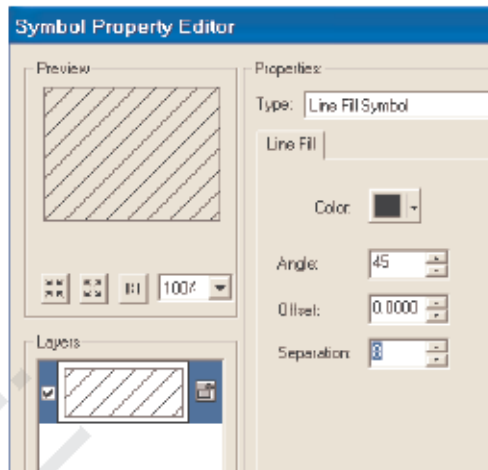 Symbol Property Editor
Preview
Properties:
Type: Line Fill Symbol
Line Fill
Color:
Angle: 45
Offset: 0.0000
Separation: 8
100%
Layers